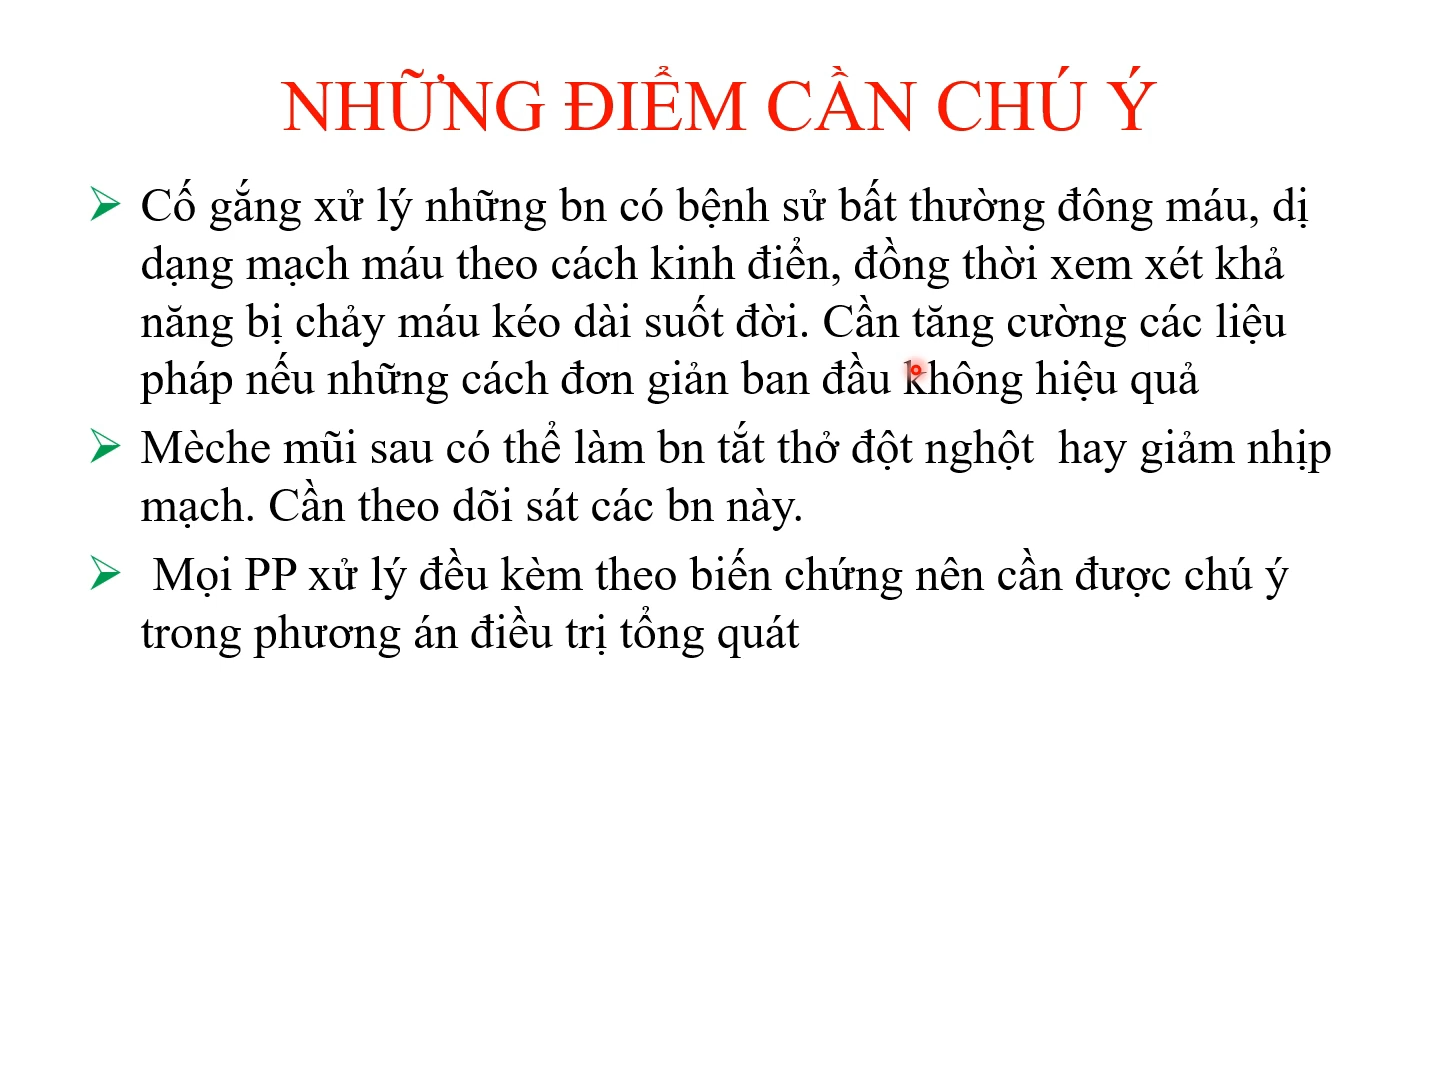 NHỮNG ĐIỂM CẦN CHÚ Ý
Cố gắng xử lý những bn có bệnh sử bất thường đông máu, dị
dạng mạch máu theo cách kinh điển, đồng thời xem xét khả
năng bị chảy máu kéo dài suốt đời. Cần tăng cường các liệu
pháp nếu những cách đơn giản ban đầu không hiệu quả
Mèche mũi sau có thể làm bn tắt thở đột nghột hay giảm nhịp
mạch. Cần theo dõi sát các bn này.
Mọi PP xử lý đều kèm theo biến chứng nên cần được chú ý
trong phương án điều trị tổng quát